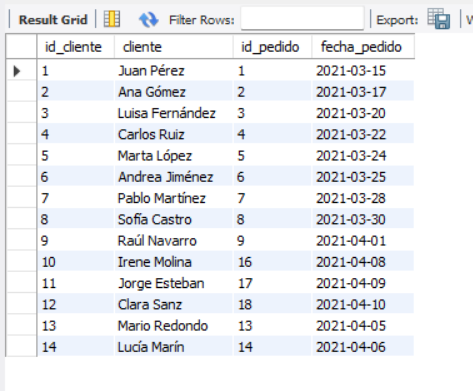 Result Grid Filter Rows: Export:
id_cliente cliente id_pedido fecha_pedido
1 Juan Pérez 1 2021-03-15
2 Ana Gómez 2 2021-03-17
3 Luisa Fernández 3 2021-03-20
4 Carlos Ruiz 4 2021-03-22
5 Marta López 5 2021-03-24
6 Andrea Jiménez 6 2021-03-25
7 Pablo Martínez 7 2021-03-28
8 Sofía Castro 8 2021-03-30
9 Raúl Navarro 9 2021-04-01
10 Irene Molina 16 2021-04-08
11 Jorge Esteban 17 2021-04-09
12 Clara Sanz 18 2021-04-10
13 Mario Redondo 13 2021-04-05
14 Lucía Marín 14 2021-04-06